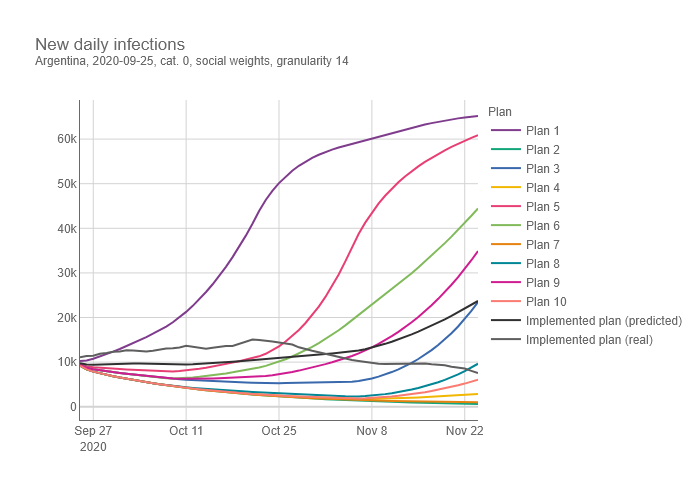 New daily infections
Argentina, 2020-09-25, cat. 0, social weights, granularity 14
Plan
Plan 1
Plan 2
Plan 3
Plan 4
Plan 5
Plan 6
Plan 7
Plan 8
Plan 9
Plan 10
Implemented plan (predicted)
Implemented plan (real)
60k
50k
40k
30k
20k
10k
0
Sep 27
2020
Oct 11
Oct 25
Nov 8
Nov 22